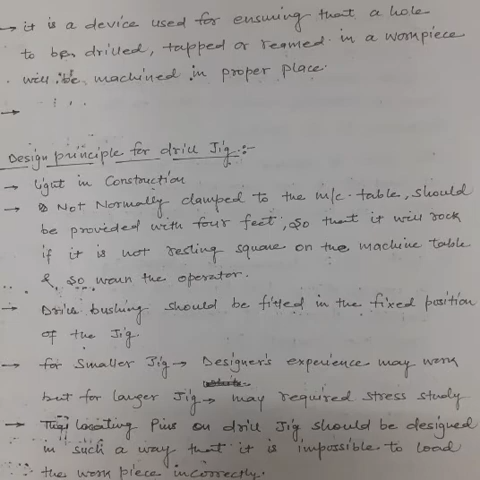 → it is a device used for ensuring that a hole
to be drilled, tapped or reamed in a workpiece
will be machined in proper place.
→
Design principle for drill Jig :-
→ light in Construction
→ Not Normally clamped to the m/c table, should
be provided with four feet, so that it will rock
if it is not resting square on the machine table
& so warn the operator.
→ Drill bushing should be fitted in the fixed position
of the Jig.
→ for smaller Jig → Designer's experience may work
but for larger Jig → may required stress study
→ locating Pins on drill Jig should be designed
in such a way that it is impossible to load
the work piece incorrectly.